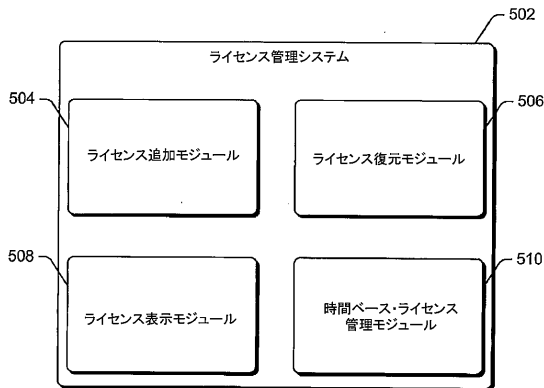 502
ライセンス管理システム
504
506
ライセンス追加モジュール
ライセンス復元モジュール
508
510
ライセンス表示モジュール
時間ベース・ライセンス
管理モジュール